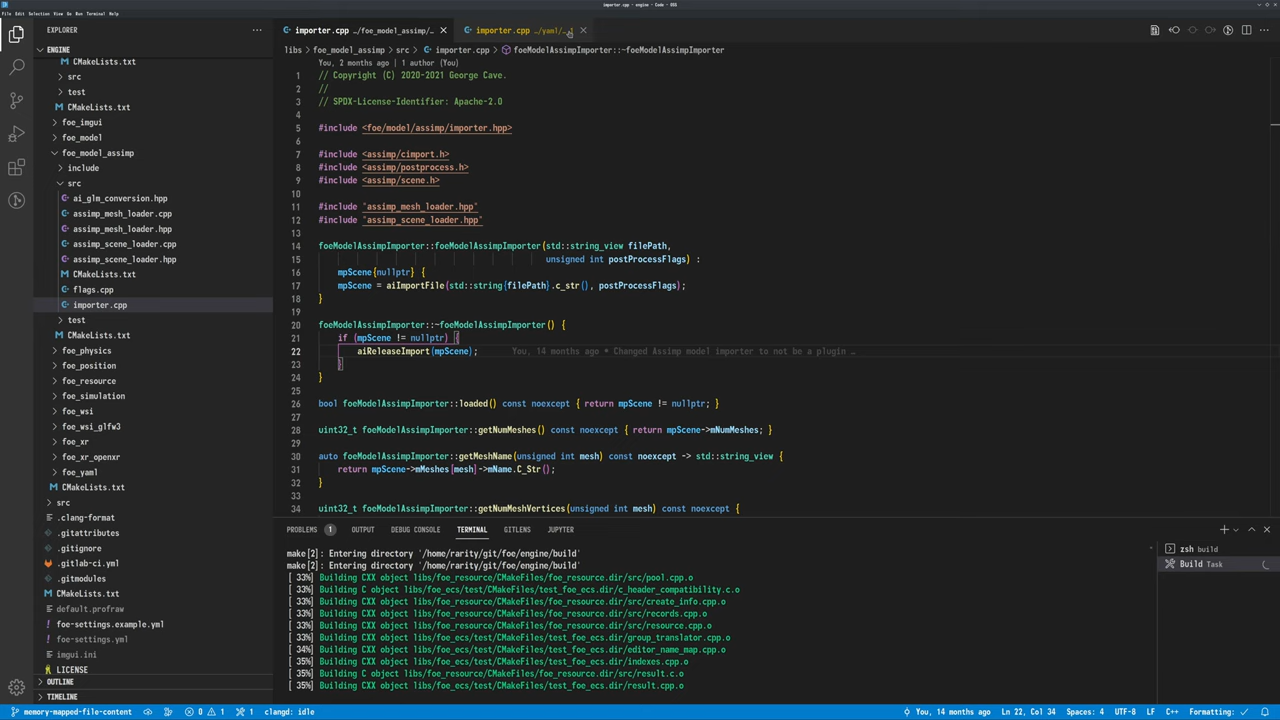 importer.cpp - engine - Code - OSS
File Edit Selection View Go Run Terminal Help
EXPLORER
ENGINE
CMakeLists.txt
src
test
CMakeLists.txt
foe_imgui
foe_model
foe_model_assimp
include
src
ai_glm_conversion.hpp
assimp_mesh_loader.cpp
assimp_mesh_loader.hpp
assimp_scene_loader.cpp
assimp_scene_loader.hpp
CMakeLists.txt
flags.cpp
importer.cpp
test
CMakeLists.txt
foe_physics
foe_position
foe_resource
foe_simulation
foe_wsi
foe_wsi_glfw3
foe_xr
foe_xr_openxr
foe_yaml
CMakeLists.txt
src
.clang-format
.gitattributes
.gitignore
.gitlab-ci.yml
.gitmodules
CMakeLists.txt
default.profraw
foe-settings.example.yml
foe-settings.yml
imgui.ini
LICENSE
OUTLINE
TIMELINE
importer.cpp …/foe_model_assimp/…
importer.cpp …/yaml/…
libs > foe_model_assimp > src > importer.cpp > foeModelAssimpImporter::~foeModelAssimpImporter
You, 2 months ago | 1 author (You)
1 // Copyright (C) 2020-2021 George Cave.
2 //
3 // SPDX-License-Identifier: Apache-2.0
4
5 #include <foe/model/assimp/importer.hpp>
6
7 #include <assimp/cimport.h>
8 #include <assimp/postprocess.h>
9 #include <assimp/scene.h>
10
11 #include "assimp_mesh_loader.hpp"
12 #include "assimp_scene_loader.hpp"
13
14 foeModelAssimpImporter::foeModelAssimpImporter(std::string_view filePath,
15 unsigned int postProcessFlags) :
16 mpScene{nullptr} {
17 mpScene = aiImportFile(std::string{filePath}.c_str(), postProcessFlags);
18 }
19
20 foeModelAssimpImporter::~foeModelAssimpImporter() {
21 if (mpScene != nullptr) {
22 aiReleaseImport(mpScene); You, 14 months ago • Changed Assimp model importer to not be a plugin …
23 }
24 }
25
26 bool foeModelAssimpImporter::loaded() const noexcept { return mpScene != nullptr; }
27
28 uint32_t foeModelAssimpImporter::getNumMeshes() const noexcept { return mpScene->mNumMeshes; }
29
30 auto foeModelAssimpImporter::getMeshName(unsigned int mesh) const noexcept -> std::string_view {
31 return mpScene->mMeshes[mesh]->mName.C_Str();
32 }
33
34 uint32_t foeModelAssimpImporter::getNumMeshVertices(unsigned int mesh) const noexcept {
PROBLEMS 1 OUTPUT DEBUG CONSOLE TERMINAL GITLENS JUPYTER
make[2]: Entering directory '/home/rarity/git/foe/engine/build'
make[2]: Entering directory '/home/rarity/git/foe/engine/build'
[ 33%] Building CXX object libs/foe_resource/CMakeFiles/foe_resource.dir/src/pool.cpp.o
[ 33%] Building C object libs/foe_ecs/test/CMakeFiles/test_foe_ecs.dir/c_header_compatibility.c.o
[ 33%] Building CXX object libs/foe_resource/CMakeFiles/foe_resource.dir/src/create_info.cpp.o
[ 33%] Building CXX object libs/foe_resource/CMakeFiles/foe_resource.dir/src/records.cpp.o
[ 33%] Building CXX object libs/foe_resource/CMakeFiles/foe_resource.dir/src/resource.cpp.o
[ 33%] Building CXX object libs/foe_ecs/test/CMakeFiles/test_foe_ecs.dir/group_translator.cpp.o
[ 34%] Building CXX object libs/foe_ecs/test/CMakeFiles/test_foe_ecs.dir/editor_name_map.cpp.o
[ 35%] Building CXX object libs/foe_ecs/test/CMakeFiles/test_foe_ecs.dir/indexes.cpp.o
[ 35%] Building C object libs/foe_resource/CMakeFiles/foe_resource.dir/src/result.c.o
[ 35%] Building CXX object libs/foe_ecs/test/CMakeFiles/test_foe_ecs.dir/result.cpp.o
zsh build
Build Task
memory-mapped-file-content 0 1 1 clangd: idle You, 14 months ago Ln 22, Col 34 Spaces: 4 UTF-8 LF C++ Formatting: ✓